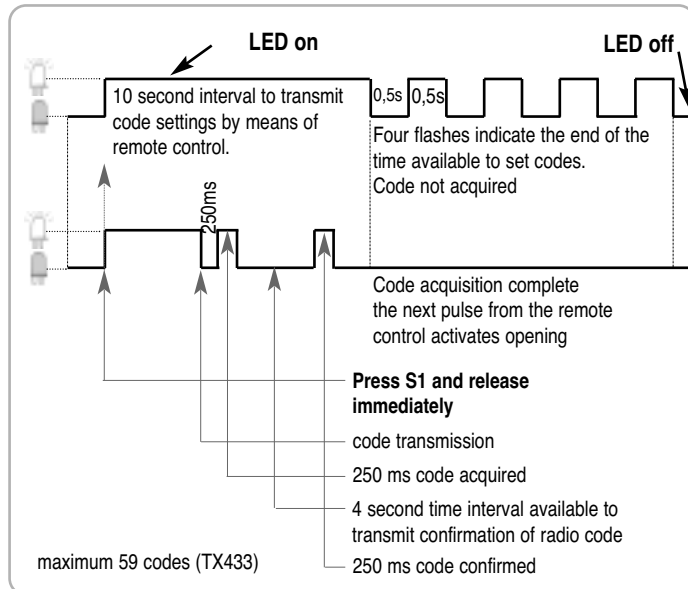 LED on
LED off
10 second interval to transmit
code settings by means of
remote control.
0,5s
0,5s
Four flashes indicate the end of the
time available to set codes.
Code not acquired
250ms
Code acquisition complete
the next pulse from the remote
control activates opening
Press S1 and release
immediately
code transmission
250 ms code acquired
4 second time interval available to
transmit confirmation of radio code
maximum 59 codes (TX433)
250 ms code confirmed